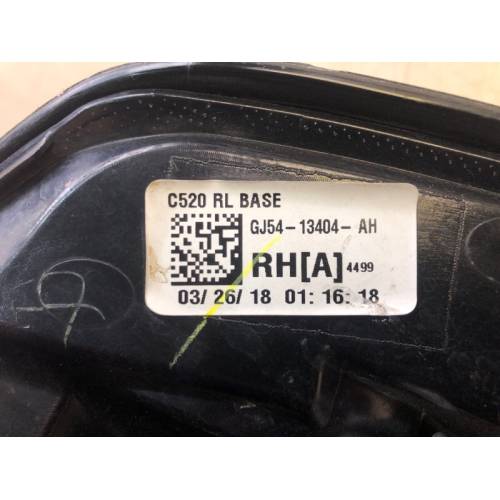 C520 RL BASE
GJ54-13404-AH
RH[A] 4499
03/ 26/ 18 01: 16: 18